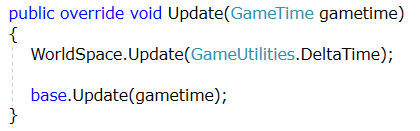 public override void Update(GameTime gametime)
{
WorldSpace.Update(GameUtilities.DeltaTime);
base.Update(gametime);
}